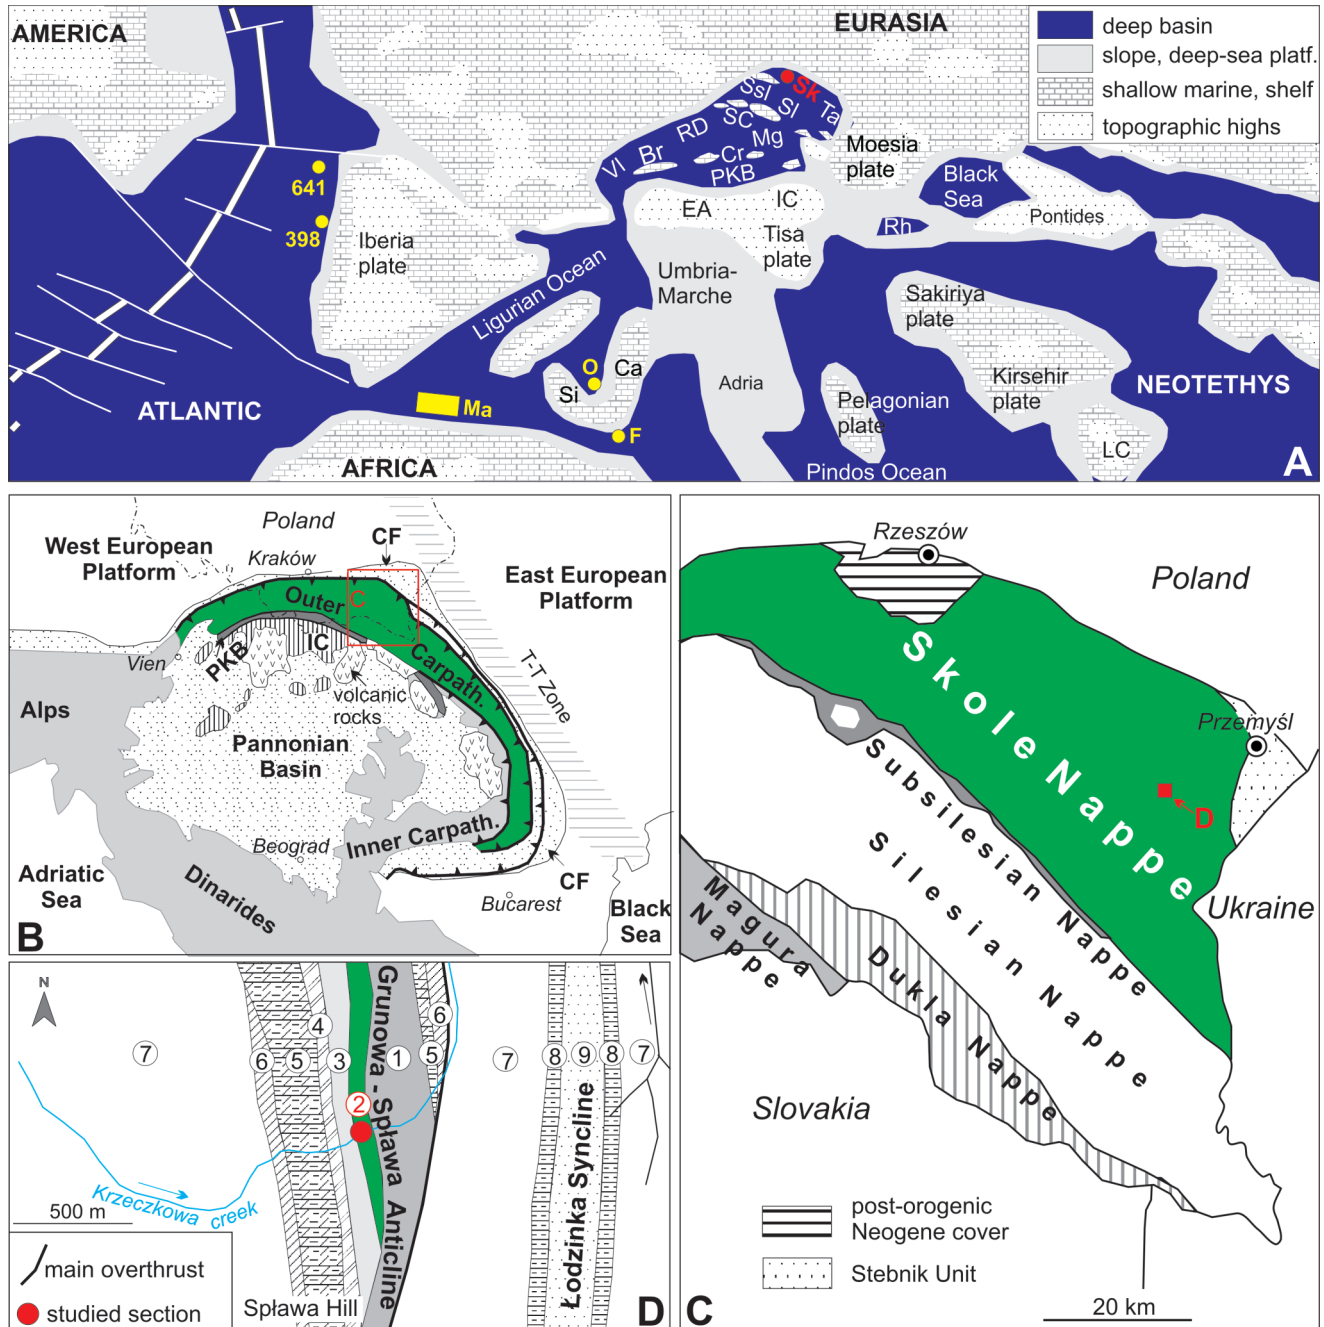 AMERICA
EURASIA
deep basin
slope, deep-sea platf.
shallow marine, shelf
topographic highs
Sk
Ssl
Sl
Ta
SC
RD
Mg
Br
Cr
Vl
PKB
Moesia
plate
Black
Sea
641
398
Iberia
plate
EA
IC
Tisa
plate
Rh
Pontides
Umbria-
Marche
Ligurian Ocean
Sakiriya
plate
O
Ca
Si
Adria
Kirsehir
plate
NEOTETHYS
ATLANTIC
Ma
F
Pelagonian
plate
LC
AFRICA
Pindos Ocean
A
Poland
CF
West European
Platform
Kraków
East European
Platform
Outer
C
IC
PKB
Vien
Carpath.
T-T Zone
volcanic
rocks
Alps
Pannonian
Basin
Beograd
Inner Carpath.
Adriatic
Sea
Dinarides
CF
Bucarest
Black
Sea
B
Rzeszów
Poland
Skole Nappe
Przemyśl
D
Subsilesian Nappe
Silesian Nappe
Ukraine
Magura
Nappe
Dukla Nappe
Slovakia
post-orogenic
Neogene cover
Stebnik Unit
20 km
C
N
7
6
5
4
3
2
1
5
6
7
8
9
8
7
Grunowa - Spława Anticline
Łodzinka Syncline
Krzeczkowa creek
500 m
main overthrust
studied section
Spława Hill
D